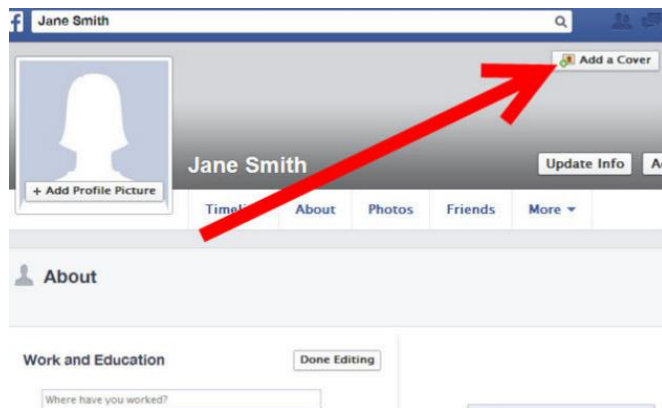 f Jane Smith
Add a Cover
Jane Smith
Update Info
+ Add Profile Picture
About Photos Friends More
About
Work and Education
Done Editing
Where have you worked?